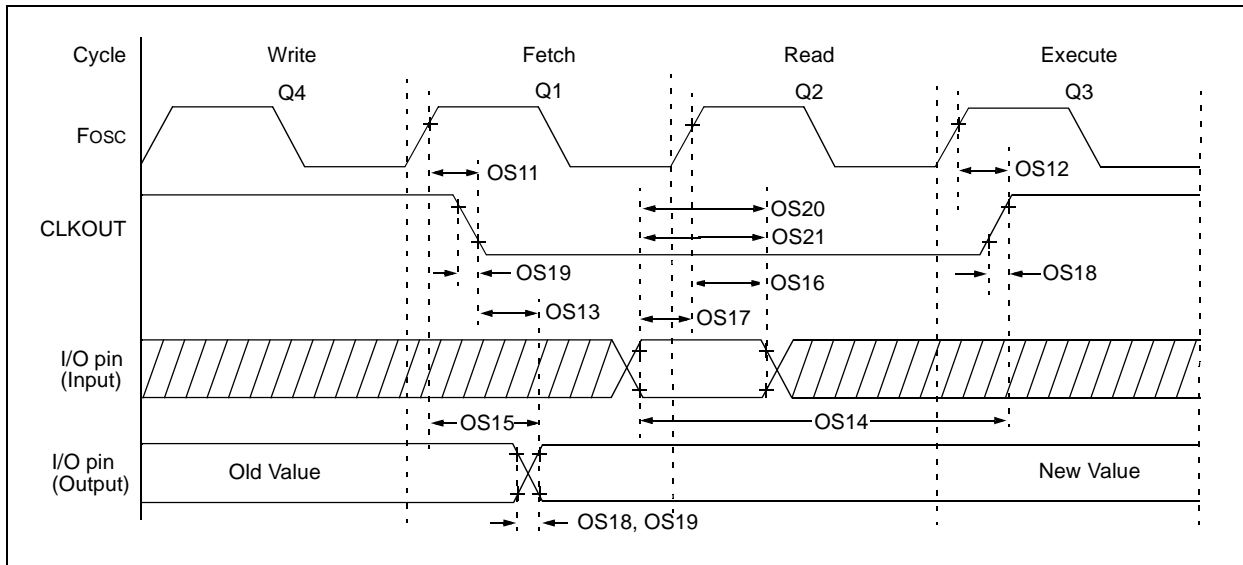 Cycle Write Fetch Read Execute
Q4 Q1 Q2 Q3
FOSC
OS11 OS12
OS20
CLKOUT
OS21
OS19 OS16 OS18
OS13 OS17
I/O pin
(Input)
OS15 OS14
I/O pin
(Output)
Old Value New Value
OS18, OS19